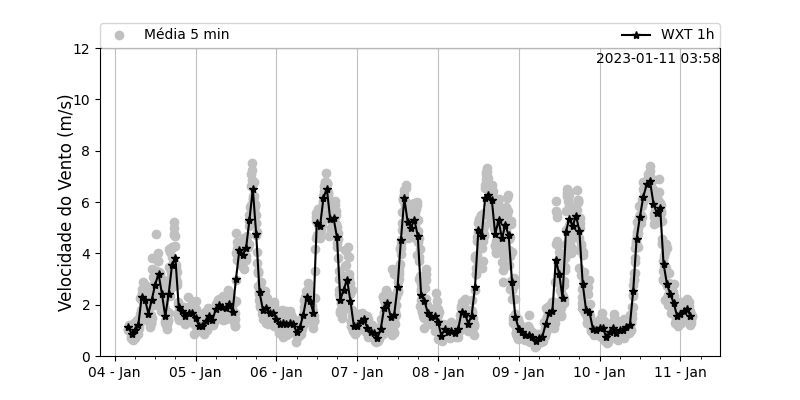 Média 5 min
WXT 1h
2023-01-11 03:58
Velocidade do Vento (m/s)
12
10
8
6
4
2
0
04 - Jan
05 - Jan
06 - Jan
07 - Jan
08 - Jan
09 - Jan
10 - Jan
11 - Jan